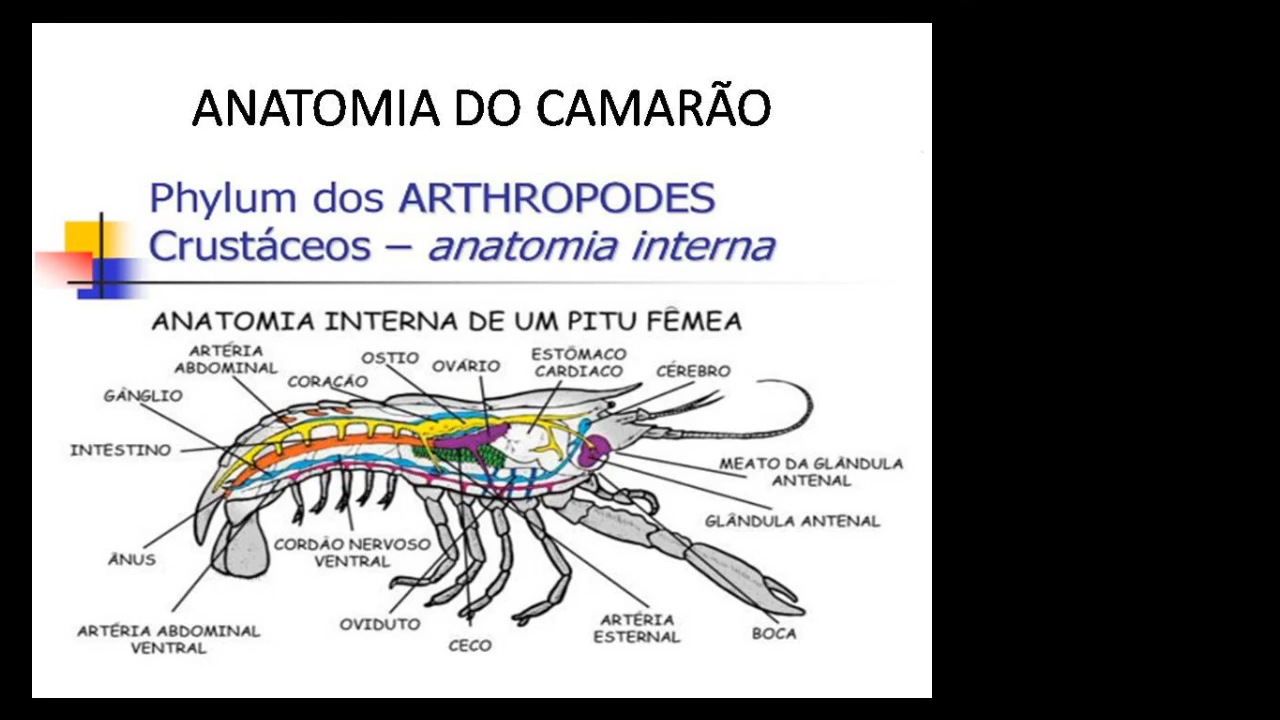 ANATOMIA DO CAMARÃO
Phylum dos ARTHROPODES
Crustáceos – anatomia interna
ANATOMIA INTERNA DE UM PITU FÊMEA
ARTÉRIA
ABDOMINAL
OSTIO
OVÁRIO
ESTÔMACO
CARDIACO
CÉREBRO
CORAÇÃO
GÂNGLIO
INTESTINO
MEATO DA GLÂNDULA
ANTENAL
GLÂNDULA ANTENAL
ÂNUS
CORDÃO NERVOSO
VENTRAL
ARTÉRIA ABDOMINAL
VENTRAL
OVIDUTO
CECO
ARTÉRIA
ESTERNAL
BOCA